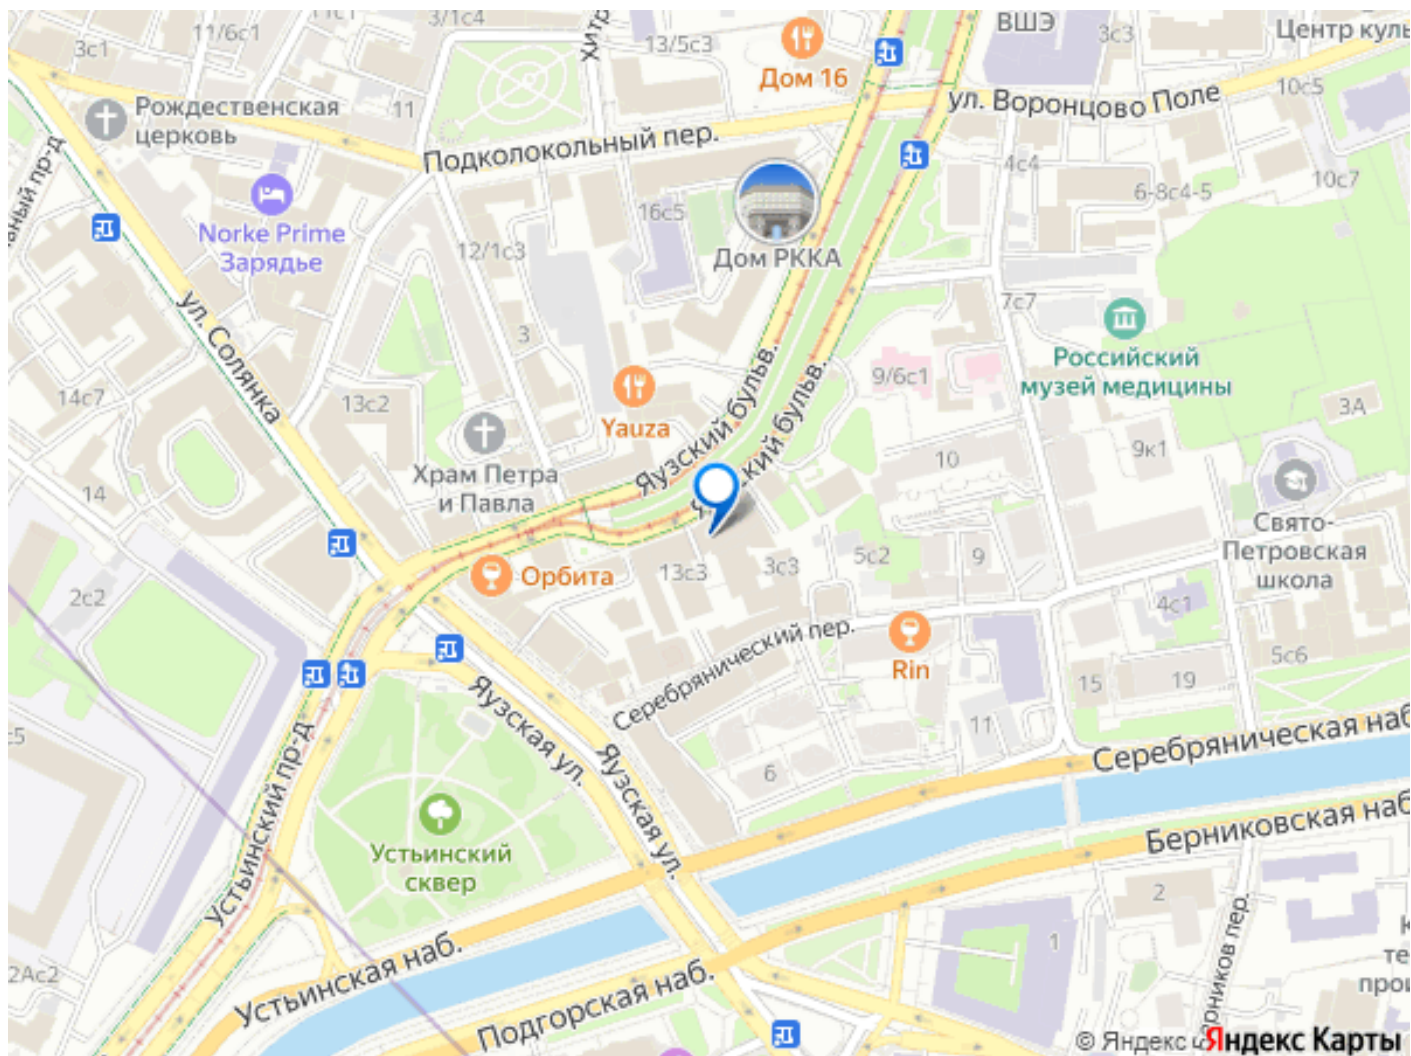 3/1с4
11/6с1
3с1
13/5с3
Дом 16
ВШЭ
3с3
Центр куль
10с5
ул. Воронцово Поле
Рождественская
церковь
11
Подколокольный пер.
4с4
6-8с4-5
10с7
16с5
Norke Prime
Зарядье
12/1с3
Дом РККА
ул. Солянка
7с7
3
Российский
музей медицины
9/6с1
14с7
13с2
Yauza
Яузский бульв.
3А
9к1
10
Храм Петра
и Павла
14
Свято-
Петровская
школа
Орбита
13с3
3с3
5с2
9
2с2
4с1
Серебрянический пер.
Rin
5с6
15
19
11
Яузская ул.
Яузская ул.
6
Серебряническая наб
Устьинский пр-д
Устьинский
сквер
Берниковская наб
2
1
2Ас2
Устьинская наб.
Подгорская наб.
© Яндекс
Яндекс Карты